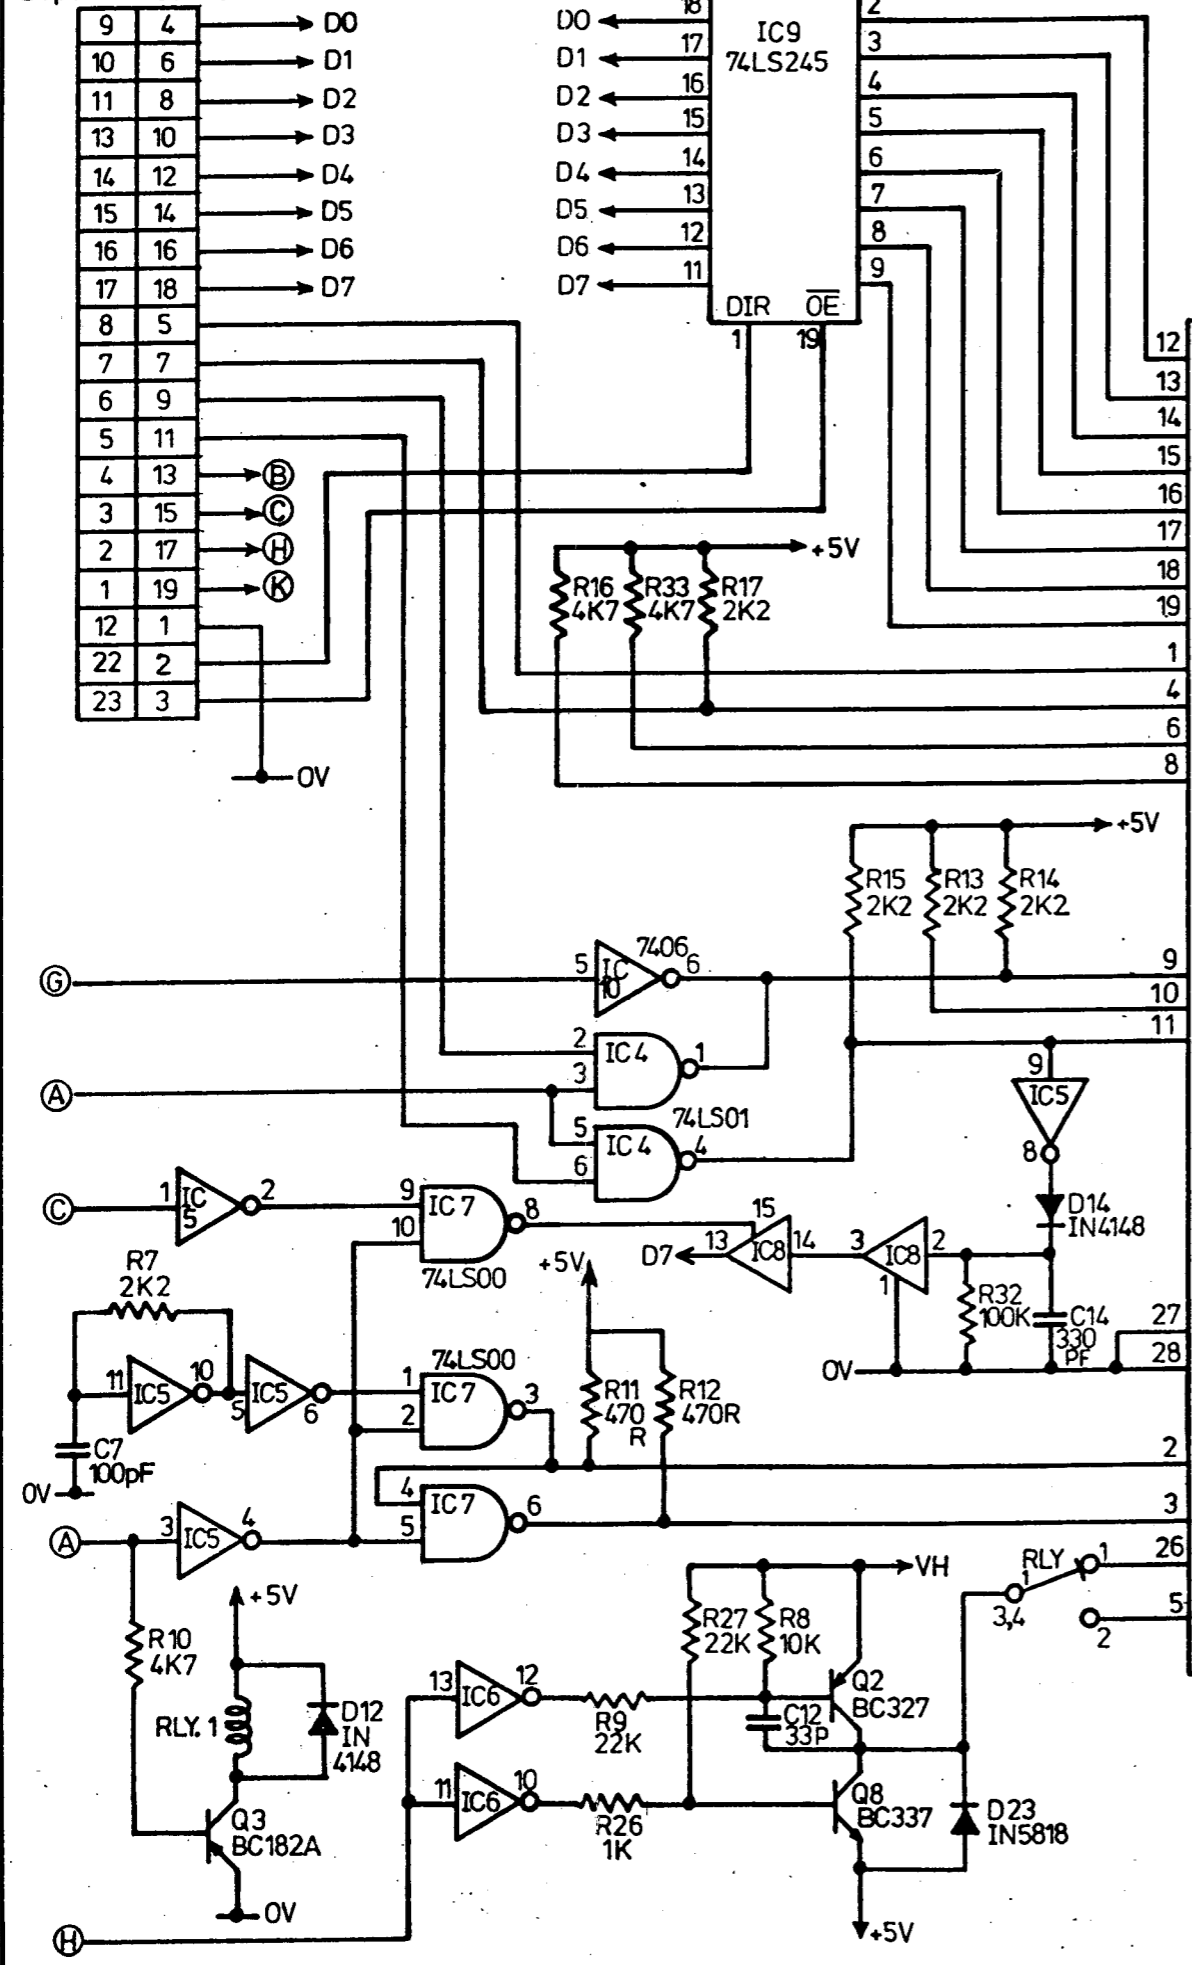 9 4 D0
10 6 D1
11 8 D2
13 10 D3
14 12 D4
15 14 D5
16 16 D6
17 18 D7
8 5
7 7
6 9
5 11
4 13 B
3 15 C
2 17 H
1 19 K
12 1
22 2
23 3
0V
IC9
74LS245
D0 18 2
D1 17 3
D2 16 4
D3 15 5
D4 14 6
D5 13 7
D6 12 8
D7 11 9
DIR OE
1 19
12
13
14
15
16
17
18
19
1
4
6
8
+5V
R16 R33 R17
4K7 4K7 2K2
+5V
R15 R13 R14
2K2 2K2 2K2
G 5 IC 10 7406 6 9
10
11
2 IC4 1
3
A
74LS01
5 IC4 4
6
9
IC5
8
D14
IN4148
C 1 IC 5 2
9 IC7 8
10
74LS00
15
D7 13 IC8 14 3 IC8 2
1
R32
100K
C14
330
PF
27
28
0V
+5V
R7
2K2
11 IC5 10
5 IC5 6
C7
100pF
0V
74LS00
1 IC7 3
2
R11
470
R
R12
470R
2
4 IC7 6
5
3
A 3 IC5 4
+5V
R10
4K7
RLY.1
D12
IN
4148
Q3
BC182A
0V
VH
R27 R8
22K 10K
RLY 1 26
1
3,4
2 5
13 IC6 12
R9
22K
C12
33P
Q2
BC327
11 IC6 10
R26
1K
Q8
BC337
D23
IN5818
+5V
H